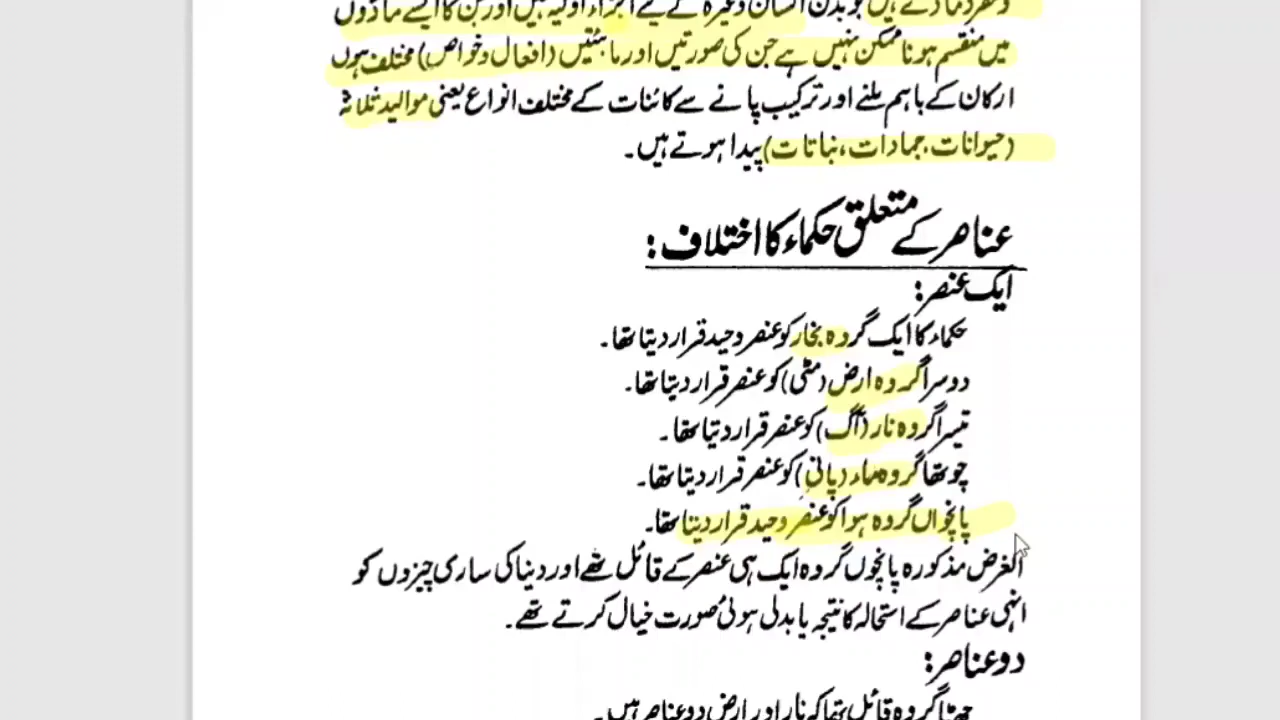 و مفرد مادے ہیں جو بدن انسان وغیرہ کے لیے اجزاء اولیہ ہیں اور جن کا ایسے مادّوں
میں منقسم ہونا ممکن نہیں ہے جن کی صورتیں اور ماہئتیں (افعال وخواص) مختلف ہوں
ارکان کے باہم ملنے اور ترکیب پانے سے کائنات کے مختلف انواع یعنی موالید ثلاثہ
(حیوانات، جمادات، نباتات) پیدا ہوتے ہیں۔
عناصر کے متعلق حکماء کا اختلاف :
ایک عنصر :
حکماء کا ایک گروہ بخار کو عنصر وحید قرار دیتا تھا۔
دوسرا گروہ ارض (مٹی) کو عنصر قرار دیتا تھا۔
تیسرا گروہ نار (آگ) کو عنصر قرار دیتا تھا۔
چوتھا گروہ ماء (پانی) کو عنصر قرار دیتا تھا۔
پانچواں گروہ ہوا کو عنصر وحید قرار دیتا تھا۔
الغرض مذکورہ پانچوں گروہ ایک ہی عنصر کے قائل تھے اور دنیا کی ساری چیزوں کو
انہی عناصر کے استحالہ کا نتیجہ یا بدلی ہوئی صورت خیال کرتے تھے۔
دو عناصر :
چھٹا گروہ قائل تھا کہ نار اور ارض دو عناصر ہیں۔